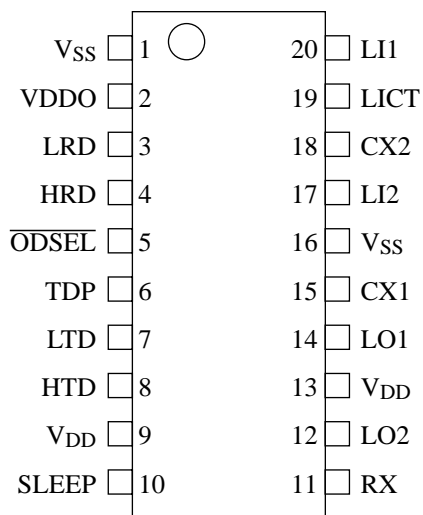 VSS 1 20 LI1
VDDO 2 19 LICT
LRD 3 18 CX2
HRD 4 17 LI2
ODSEL 5 16 VSS
TDP 6 15 CX1
LTD 7 14 LO1
HTD 8 13 VDD
VDD 9 12 LO2
SLEEP 10 11 RX